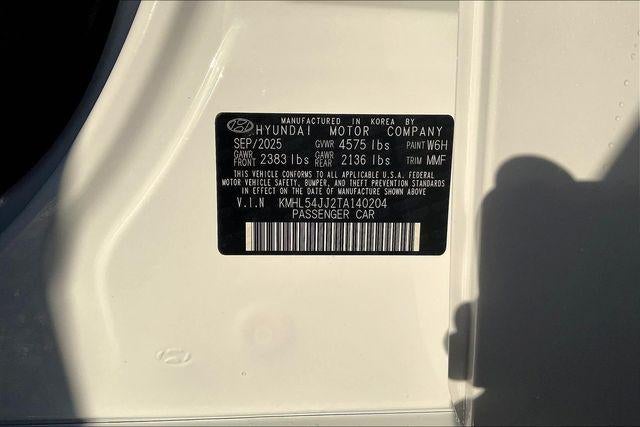 MANUFACTURED IN KOREA BY
HYUNDAI MOTOR COMPANY
SEP/2025 GVWR 4575 lbs PAINT W6H
GAWR FRONT 2383 lbs GAWR REAR 2136 lbs TRIM MMF
THIS VEHICLE CONFORMS TO ALL APPLICABLE U.S.A. FEDERAL
MOTOR VEHICLE SAFETY, BUMPER, AND THEFT PREVENTION STANDARDS
IN EFFECT ON THE DATE OF MANUFACTURE SHOWN ABOVE.
V.I.N KMHL54JJ2TA140204
PASSENGER CAR